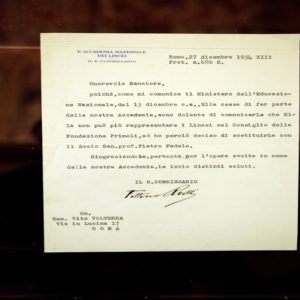 R. ACCADEMIA NAZIONALE
DEI LINCEI
IL R. COMMISSARIO
Roma, 27 dicembre 1934 XIII
Prot. n. 680 S.
Onorevole Senatore,
poichè, come mi comunica il Ministero dell'Educazio-
ne Nazionale, dal 15 dicembre c.a., Ella cessa di far parte
della nostra Accademia, sono dolente di comunicarLe che El-
la non può più rappresentare i Lincei nel Consiglio della
Fondazione Primoli, ed ho perciò deciso di sostituirLa con
il Socio Sen. prof. Pietro Fedele.
RingraziandoLa, pertanto, per l'opera svolta in nome
della nostra Accademia, Le invio distinti saluti.
IL R. COMMISSARIO
On.
Sen. Vito VOLTERRA
Via in Lucina 17
ROMA